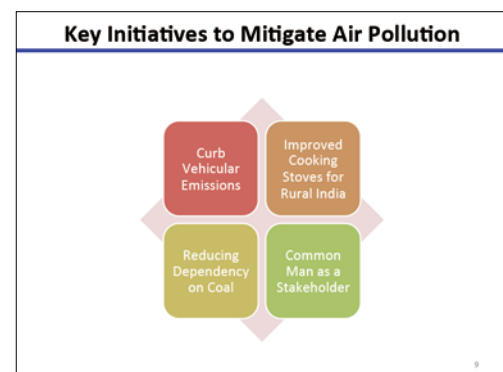 Key Initiatives to Mitigate Air Pollution
Curb
Vehicular
Emissions
Improved
Cooking
Stoves for
Rural India
Reducing
Dependency
on Coal
Common
Man as a
Stakeholder
9